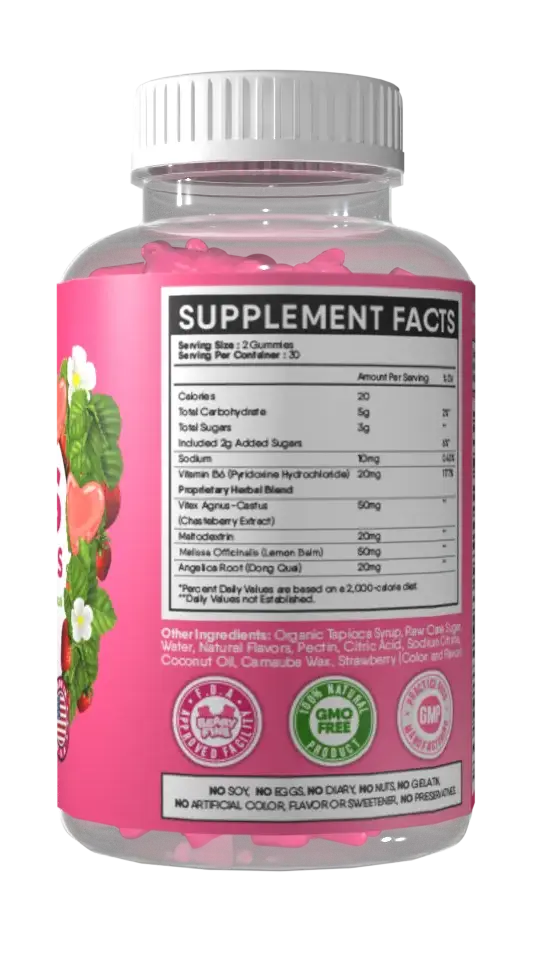 SUPPLEMENT FACTS
Serving Size : 2 Gummies
Serving Per Container : 30
Amount Per Serving %DV
Calories 20
Total Carbohydrate 5g
Total Sugars 3g **
Included 2g Added Sugars
Sodium 10mg
Vitamin B6 (Pyridoxine Hydrochloride) 20mg
Proprietary Herbal Blend
Vitex Agnus-Castus 50mg **
(Chasteberry Extract)
Maltodextrin 20mg **
Melissa Officinalis (Lemon Balm) 50mg **
Angelica Root (Dong Quai) 20mg **
*Percent Daily Values are based on a 2,000-calorie diet.
**Daily Values not Established.
Other Ingredients: Organic Tapioca Syrup, Raw Cane Sugar,
Water, Natural Flavors, Pectin, Citric Acid, Sodium Citrate,
Coconut Oil, Carnauba Wax, Strawberry (Color and Flavor)
F.D.A
BEARY
FINE
APPROVED FACILITY
100% NATURAL
GMO
FREE
PRODUCT
GMP
NO SOY, NO EGGS, NO DIARY, NO NUTS, NO GELATIN,
NO ARTIFICIAL COLOR, FLAVOR OR SWEETENER, NO PRESERVATIVES.